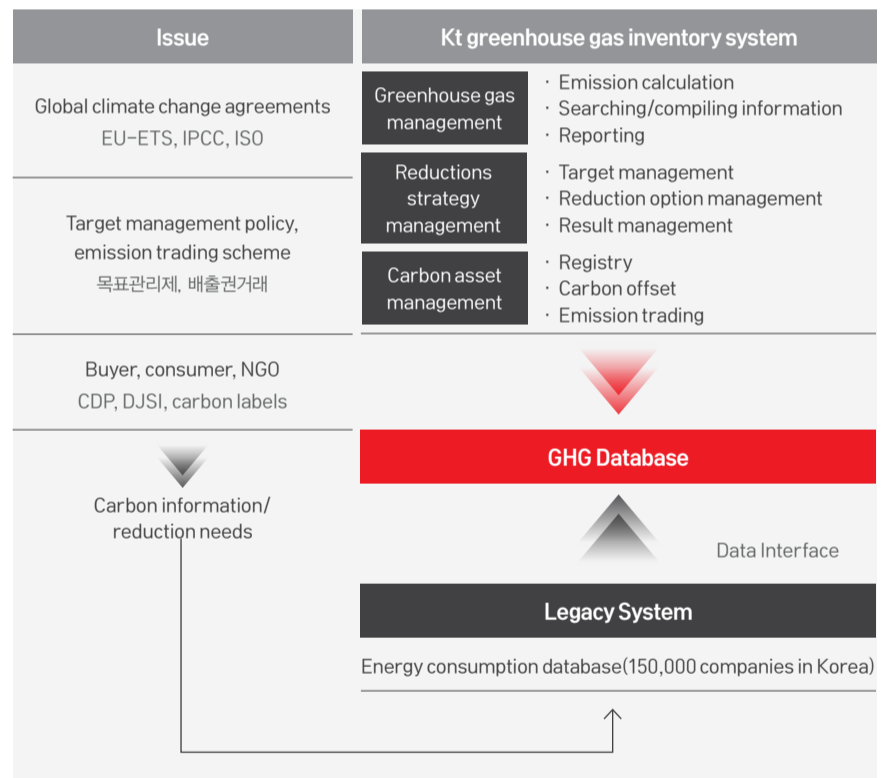 Issue
Global climate change agreements
EU-ETS, IPCC, ISO
Target management policy,
emission trading scheme
목표관리제, 배출권거래
Buyer, consumer, NGO
CDP, DJSI, carbon labels
Carbon information/
reduction needs
Kt greenhouse gas inventory system
Greenhouse gas
management
· Emission calculation
· Searching/compiling information
· Reporting
Reductions
strategy
management
· Target management
· Reduction option management
· Result management
Carbon asset
management
· Registry
· Carbon offset
· Emission trading
GHG Database
Data Interface
Legacy System
Energy consumption database(150,000 companies in Korea)